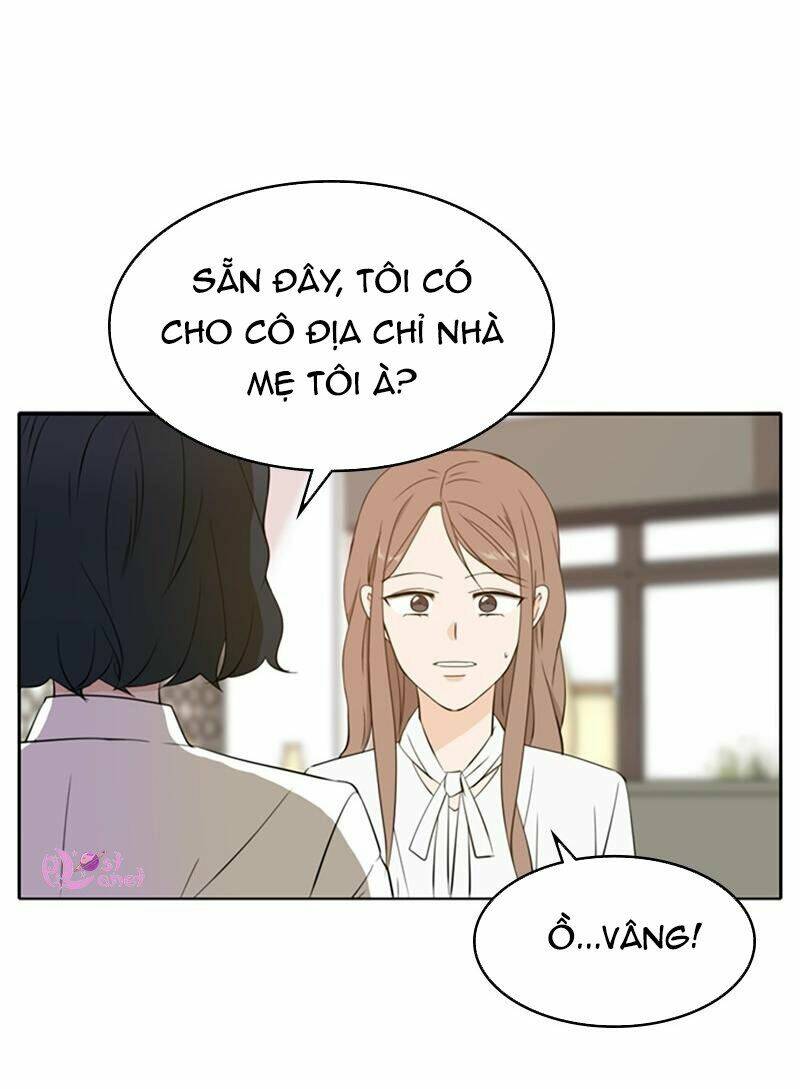 SẴN ĐÂY, TÔI CÓ
CHO CÔ ĐỊA CHỈ NHÀ
MẸ TÔI À?
Ồ...VÂNG!